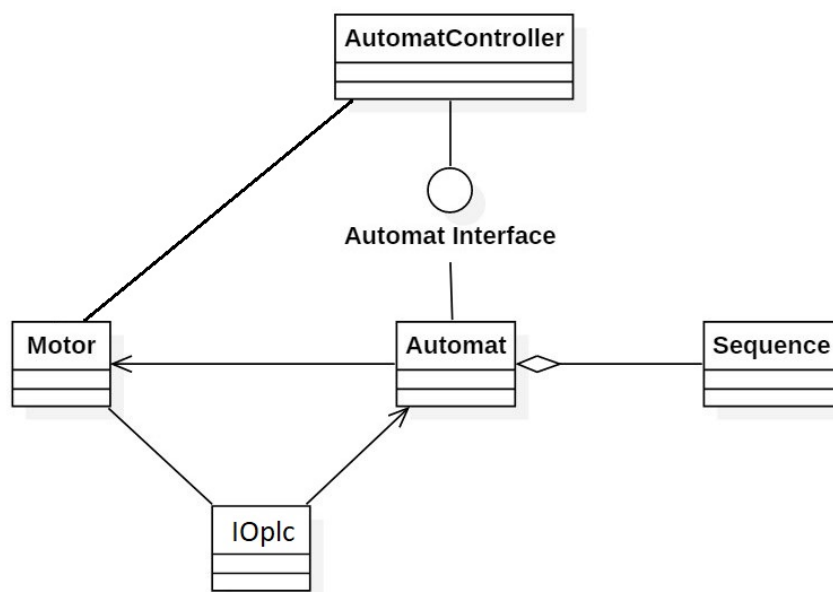 AutomatController
Automat Interface
Motor
Automat
Sequence
IOplc